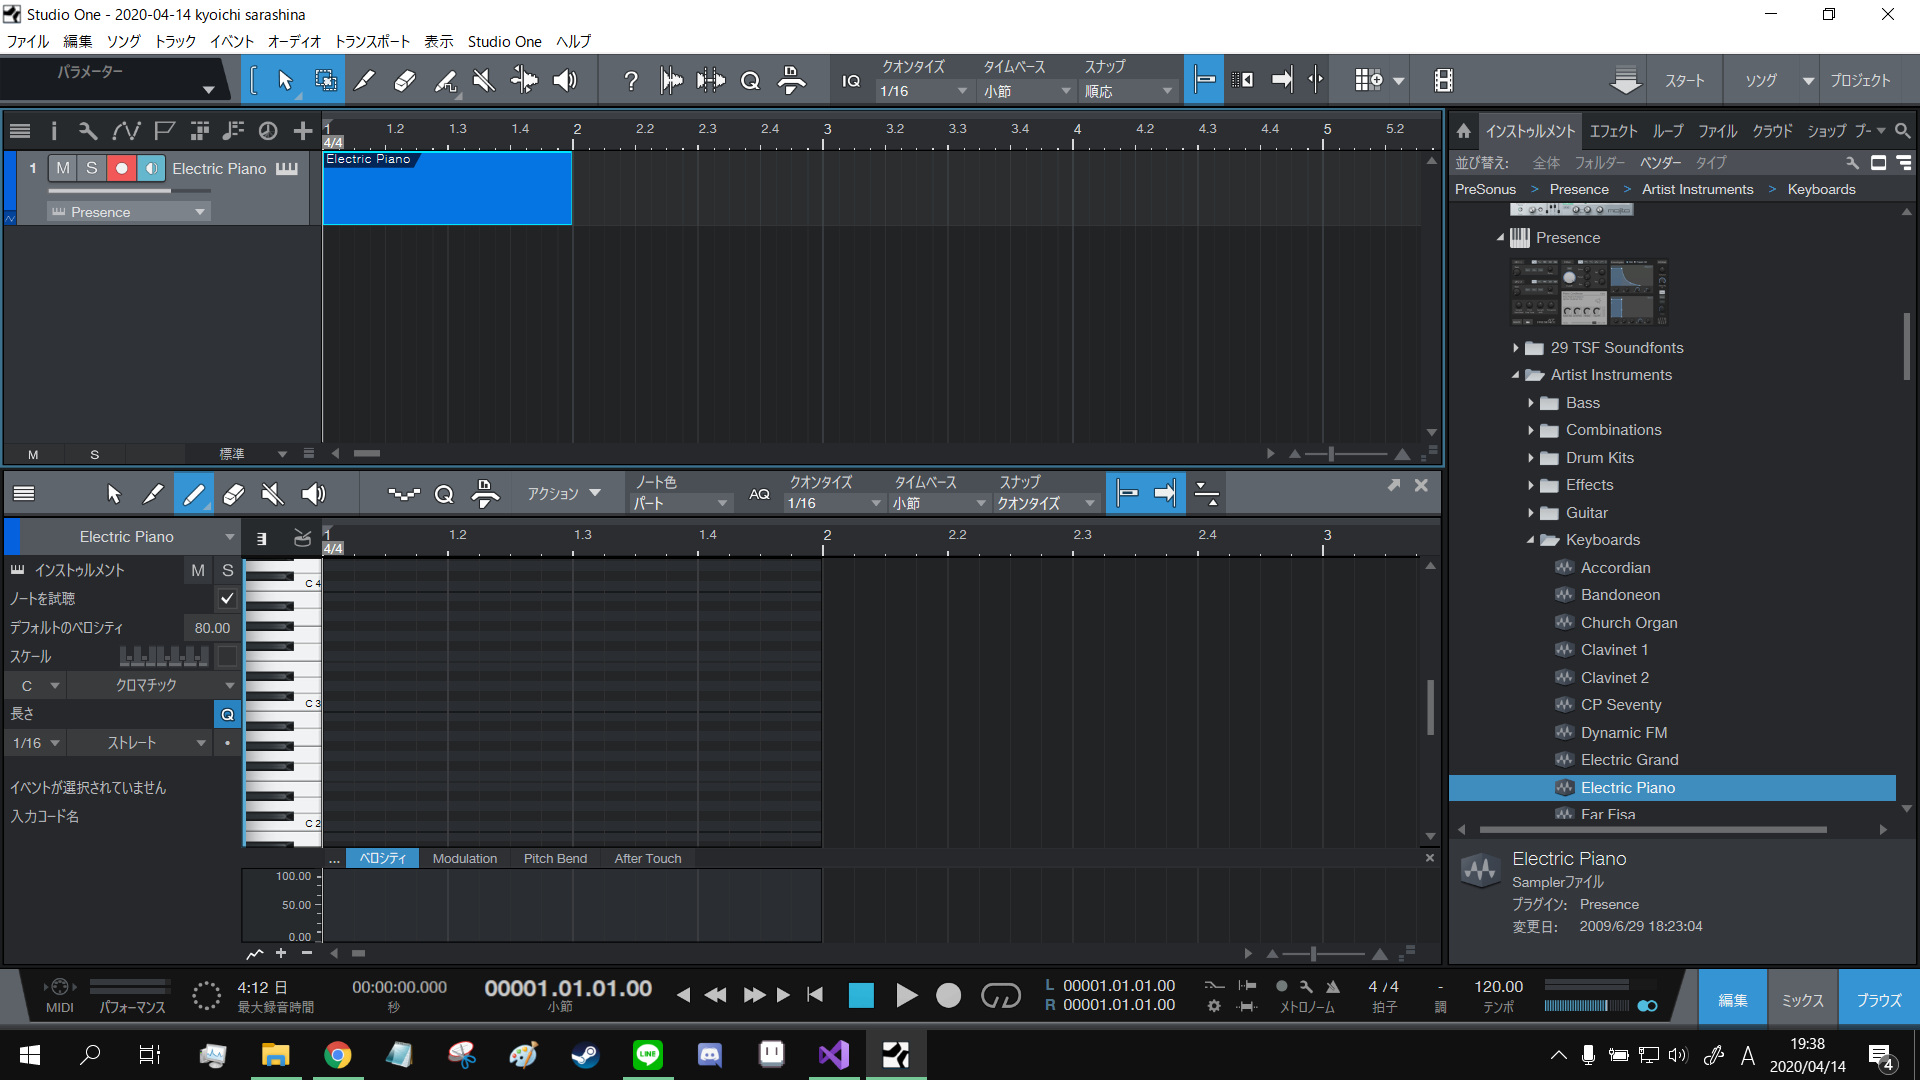 Studio One - 2020-04-14 kyoichi sarashina
ファイル 編集 ソング トラック イベント オーディオ トランスポート 表示 Studio One ヘルプ
パラメーター
? Q IQ
クオンタイズ タイムベース スナップ
1/16 小節 順応
スタート ソング プロジェクト
1 1.2 1.3 1.4 2 2.2 2.3 2.4 3 3.2 3.3 3.4 4 4.2 4.3 4.4 5 5.2
4/4
1 M S Electric Piano
Presence
Electric Piano
M S 標準
インストゥルメント エフェクト ループ ファイル クラウド ショップ プー
並び替え: 全体 フォルダー ベンダー タイプ
PreSonus > Presence > Artist Instruments > Keyboards
Presence
29 TSF Soundfonts
Artist Instruments
Bass
Combinations
Drum Kits
Effects
Guitar
Keyboards
Accordian
Bandoneon
Church Organ
Clavinet 1
Clavinet 2
CP Seventy
Dynamic FM
Electric Grand
Electric Piano
Far Fisa
Electric Piano
Samplerファイル
プラグイン: Presence
変更日: 2009/6/29 18:23:04
Q アクション
ノート色
パート
AQ
クオンタイズ タイムベース スナップ
1/16 小節 クオンタイズ
Electric Piano
1 1.2 1.3 1.4 2 2.2 2.3 2.4 3
4/4
インストゥルメント M S
ノートを試聴
デフォルトのベロシティ 80.00
スケール
C クロマチック
長さ Q
1/16 ストレート
イベントが選択されていません
入力コード名
C 4
C 3
C 2
... ベロシティ Modulation Pitch Bend After Touch
100.00
50.00
0.00
MIDI
パフォーマンス
4:12 日
最大録音時間
00:00:00.000
秒
00001.01.01.00
小節
L 00001.01.01.00
R 00001.01.01.00
メトロノーム
4 / 4
拍子
-
調
120.00
テンポ
編集 ミックス ブラウズ
LINE
A
19:38
2020/04/14
4